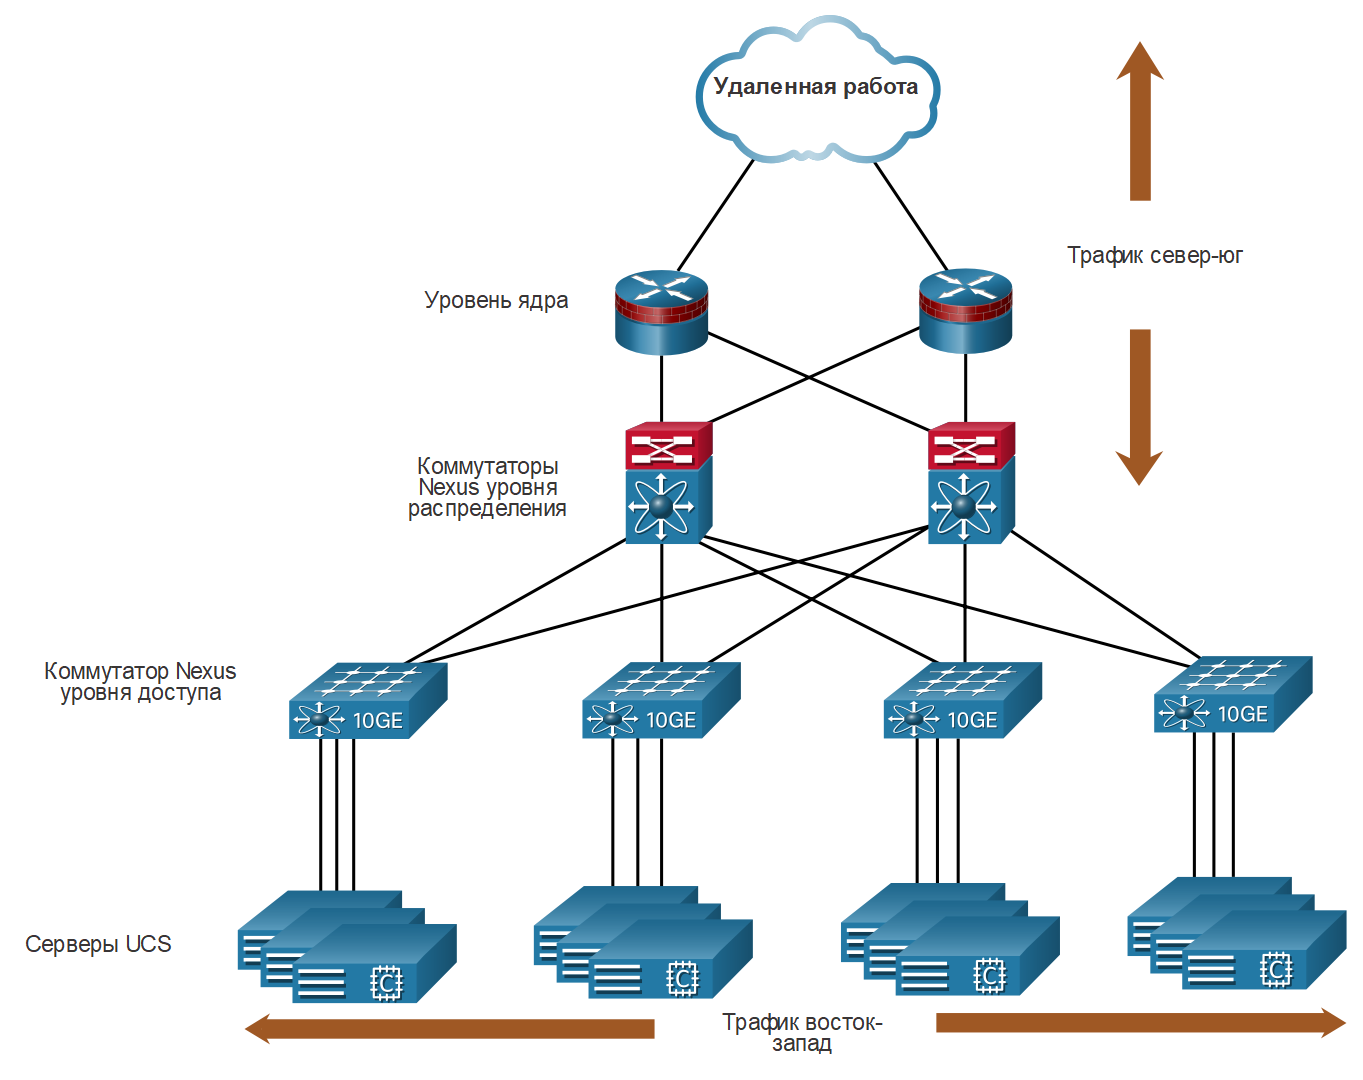 Удаленная работа
Трафик север-юг
Уровень ядра
Коммутаторы
Nexus уровня
распределения
Коммутатор Nexus
уровня доступа
10GE
10GE
10GE
10GE
Серверы UCS
C
C
C
C
Трафик восток-
запад